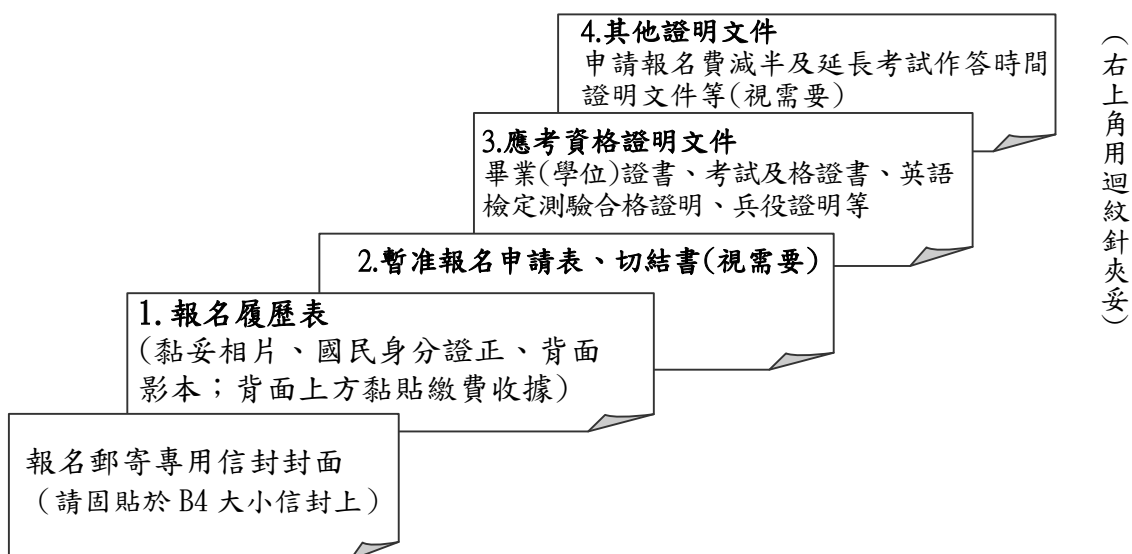 4.其他證明文件
申請報名費減半及延長考試作答時間
證明文件等(視需要)
3.應考資格證明文件
畢業(學位)證書、考試及格證書、英語
檢定測驗合格證明、兵役證明等
2.暫准報名申請表、切結書(視需要)
1.報名履歷表
(黏妥相片、國民身分證正、背面
影本；背面上方黏貼繳費收據)
報名郵寄專用信封封面
（請固貼於 B4 大小信封上）
（右上角用迴紋針夾妥）